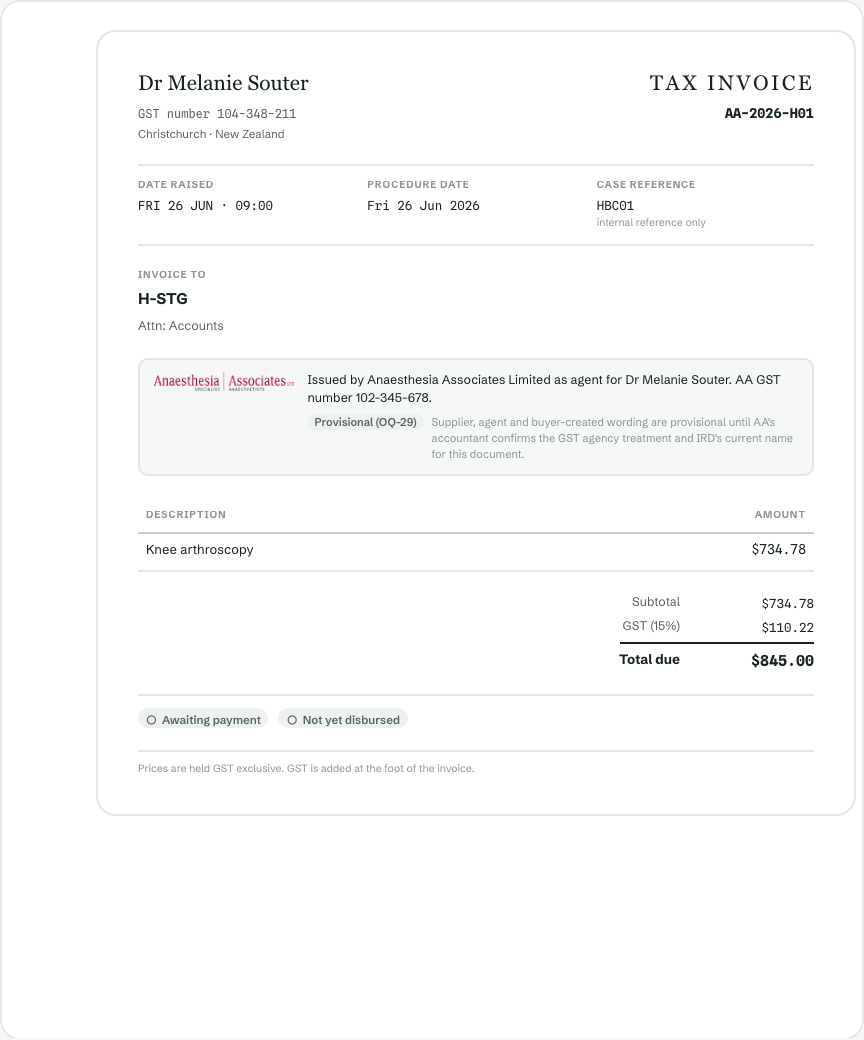 Dr Melanie Souter
TAX INVOICE
GST number 104-348-211
AA-2026-H01
Christchurch · New Zealand
DATE RAISED
PROCEDURE DATE
CASE REFERENCE
FRI 26 JUN · 09:00
Fri 26 Jun 2026
HBC01
internal reference only
INVOICE TO
H-STG
Attn: Accounts
Anaesthesia Associates LTD
SPECIALIST ANAESTHETISTS
Issued by Anaesthesia Associates Limited as agent for Dr Melanie Souter. AA GST
number 102-345-678.
Provisional (OQ-29)
Supplier, agent and buyer-created wording are provisional until AA's
accountant confirms the GST agency treatment and IRD's current name
for this document.
DESCRIPTION
AMOUNT
Knee arthroscopy
$734.78
Subtotal
$734.78
GST (15%)
$110.22
Total due
$845.00
Awaiting payment
Not yet disbursed
Prices are held GST exclusive. GST is added at the foot of the invoice.